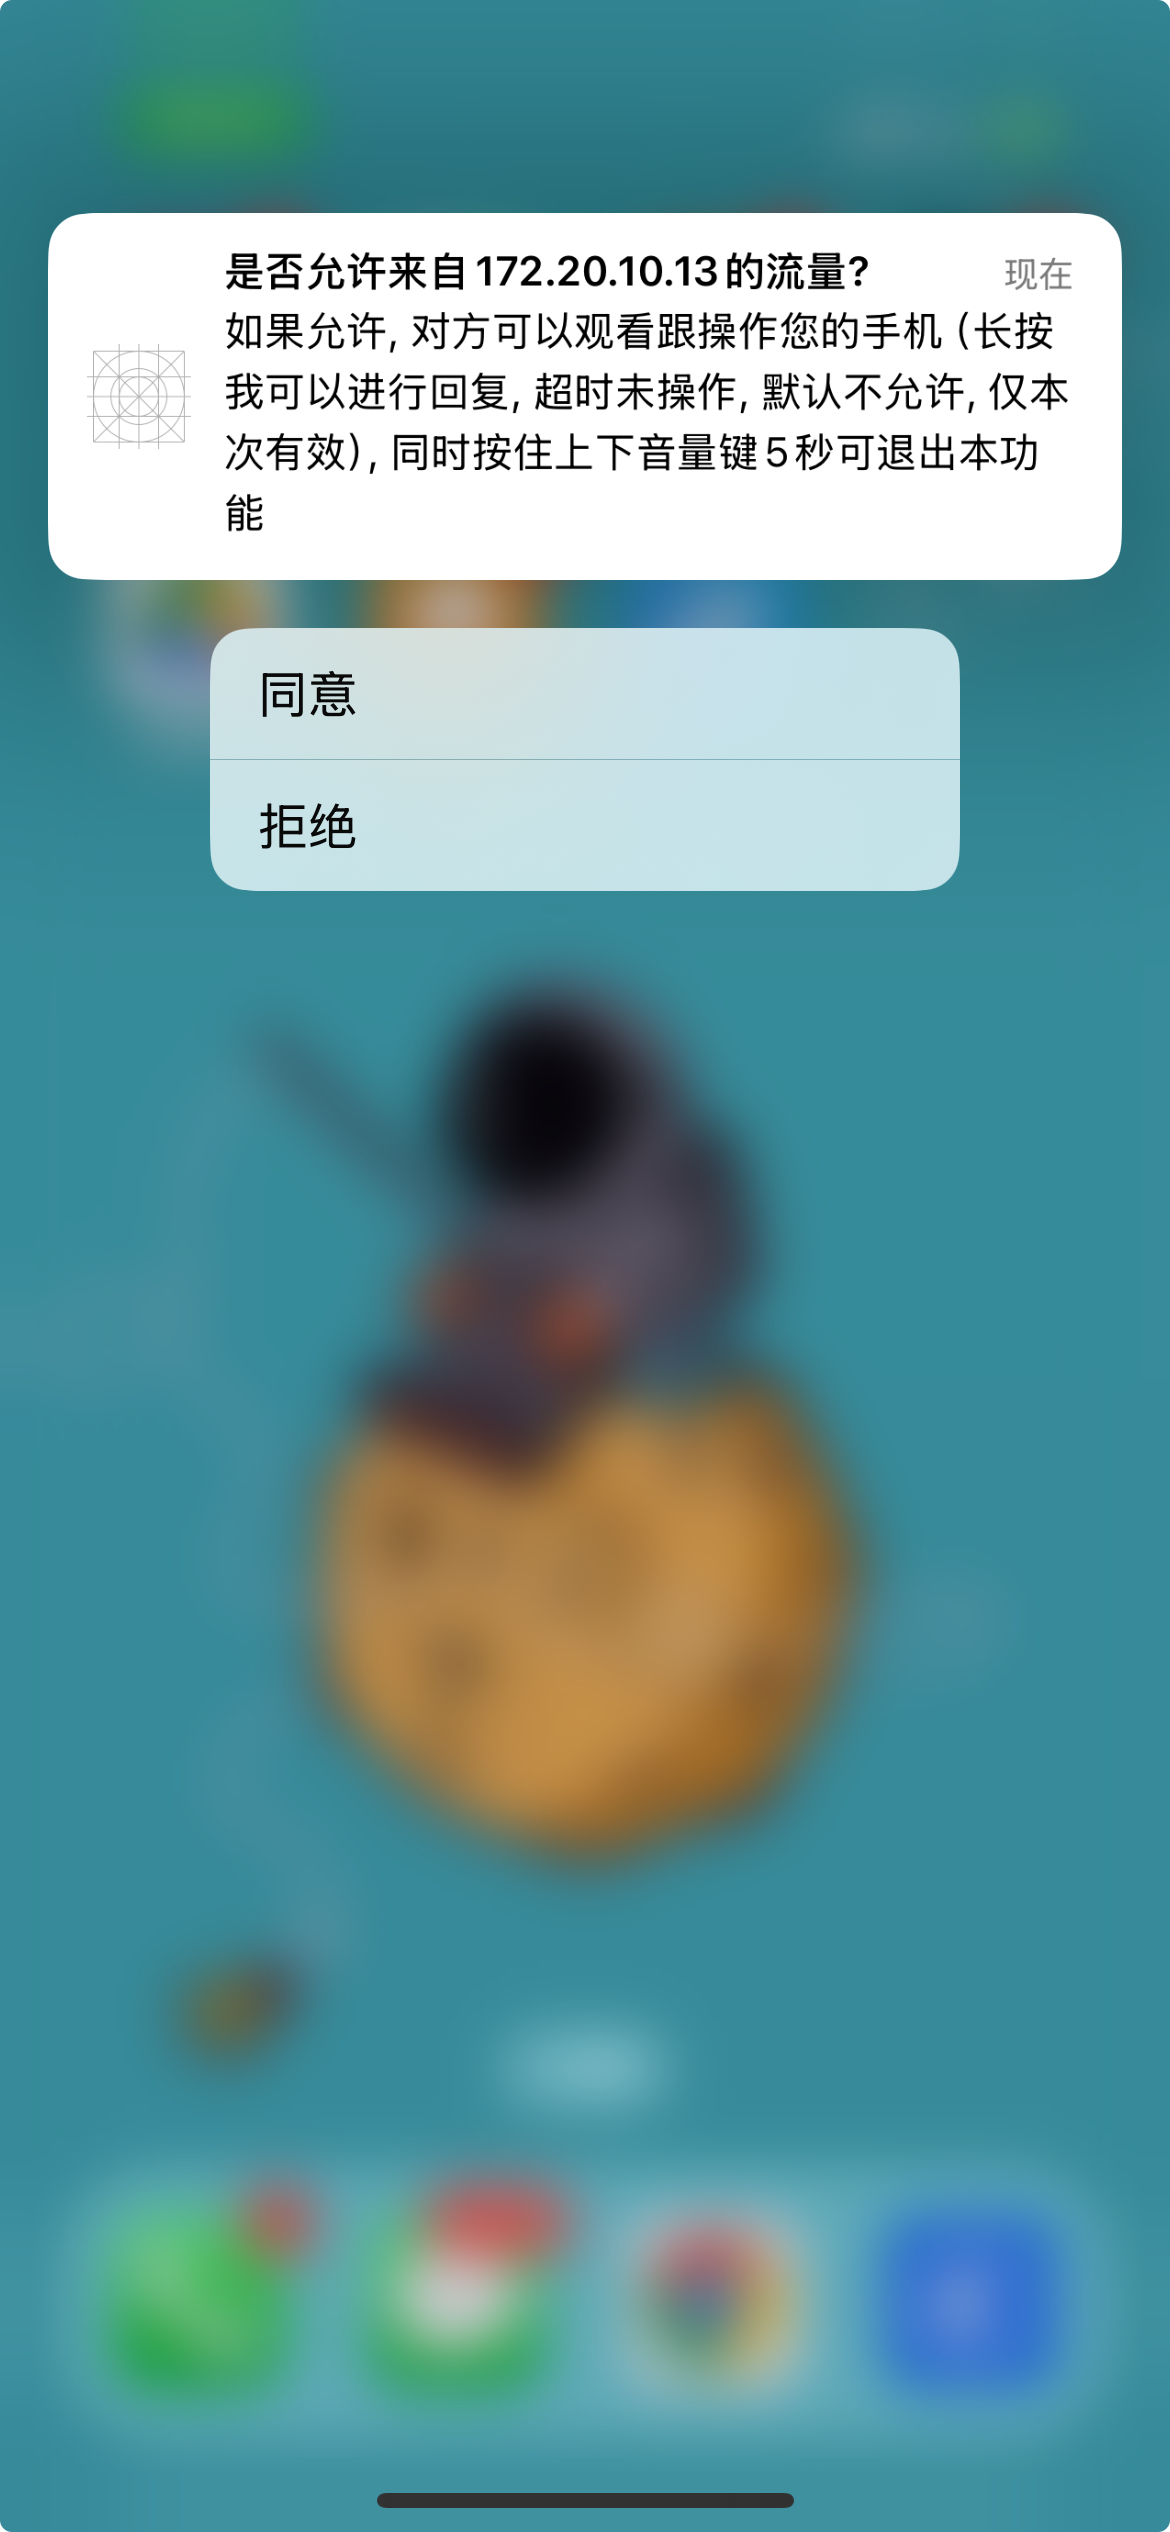 是否允许来自172.20.10.13的流量?
现在
如果允许, 对方可以观看跟操作您的手机 (长按
我可以进行回复, 超时未操作, 默认不允许, 仅本
次有效), 同时按住上下音量键5秒可退出本功
能
同意
拒绝